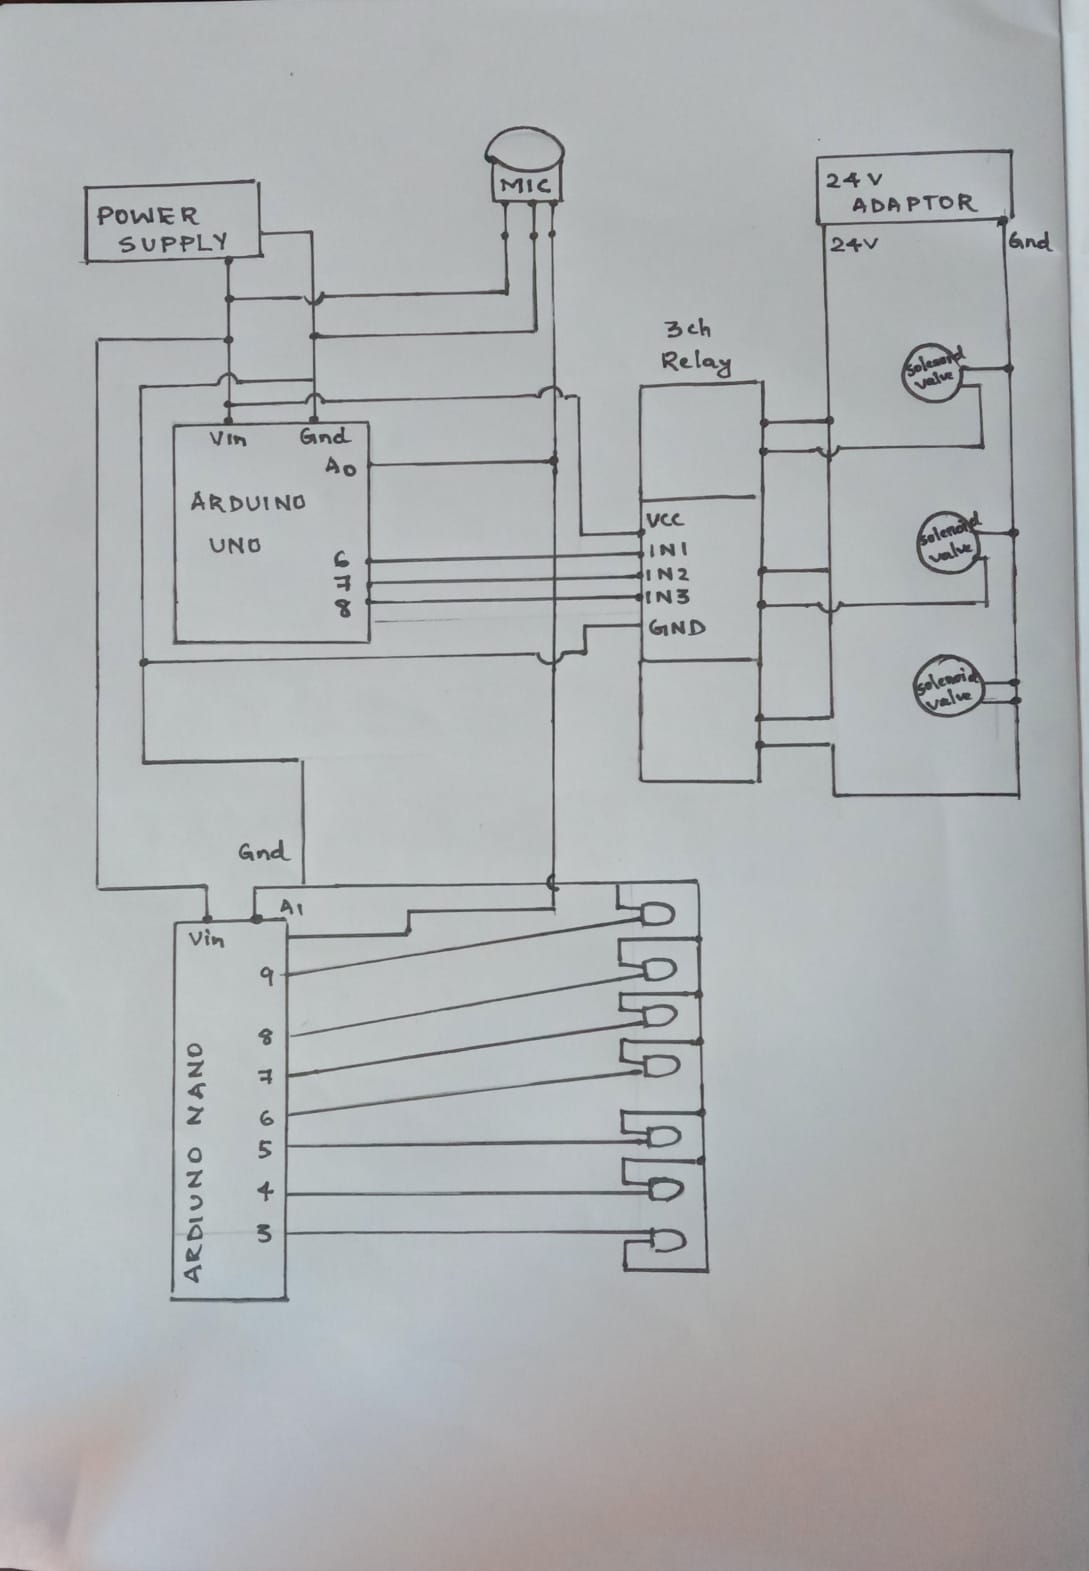 POWER
SUPPLY
MIC
24V
ADAPTOR
24V
Gnd
3ch
Relay
Solenoid
valve
Vin
Gnd
A0
ARDUINO
UNO
6
7
8
VCC
IN1
IN2
IN3
GND
Solenoid
valve
Solenoid
valve
Gnd
A1
Vin
9
8
7
6
5
4
3
ARDIUNO NANO